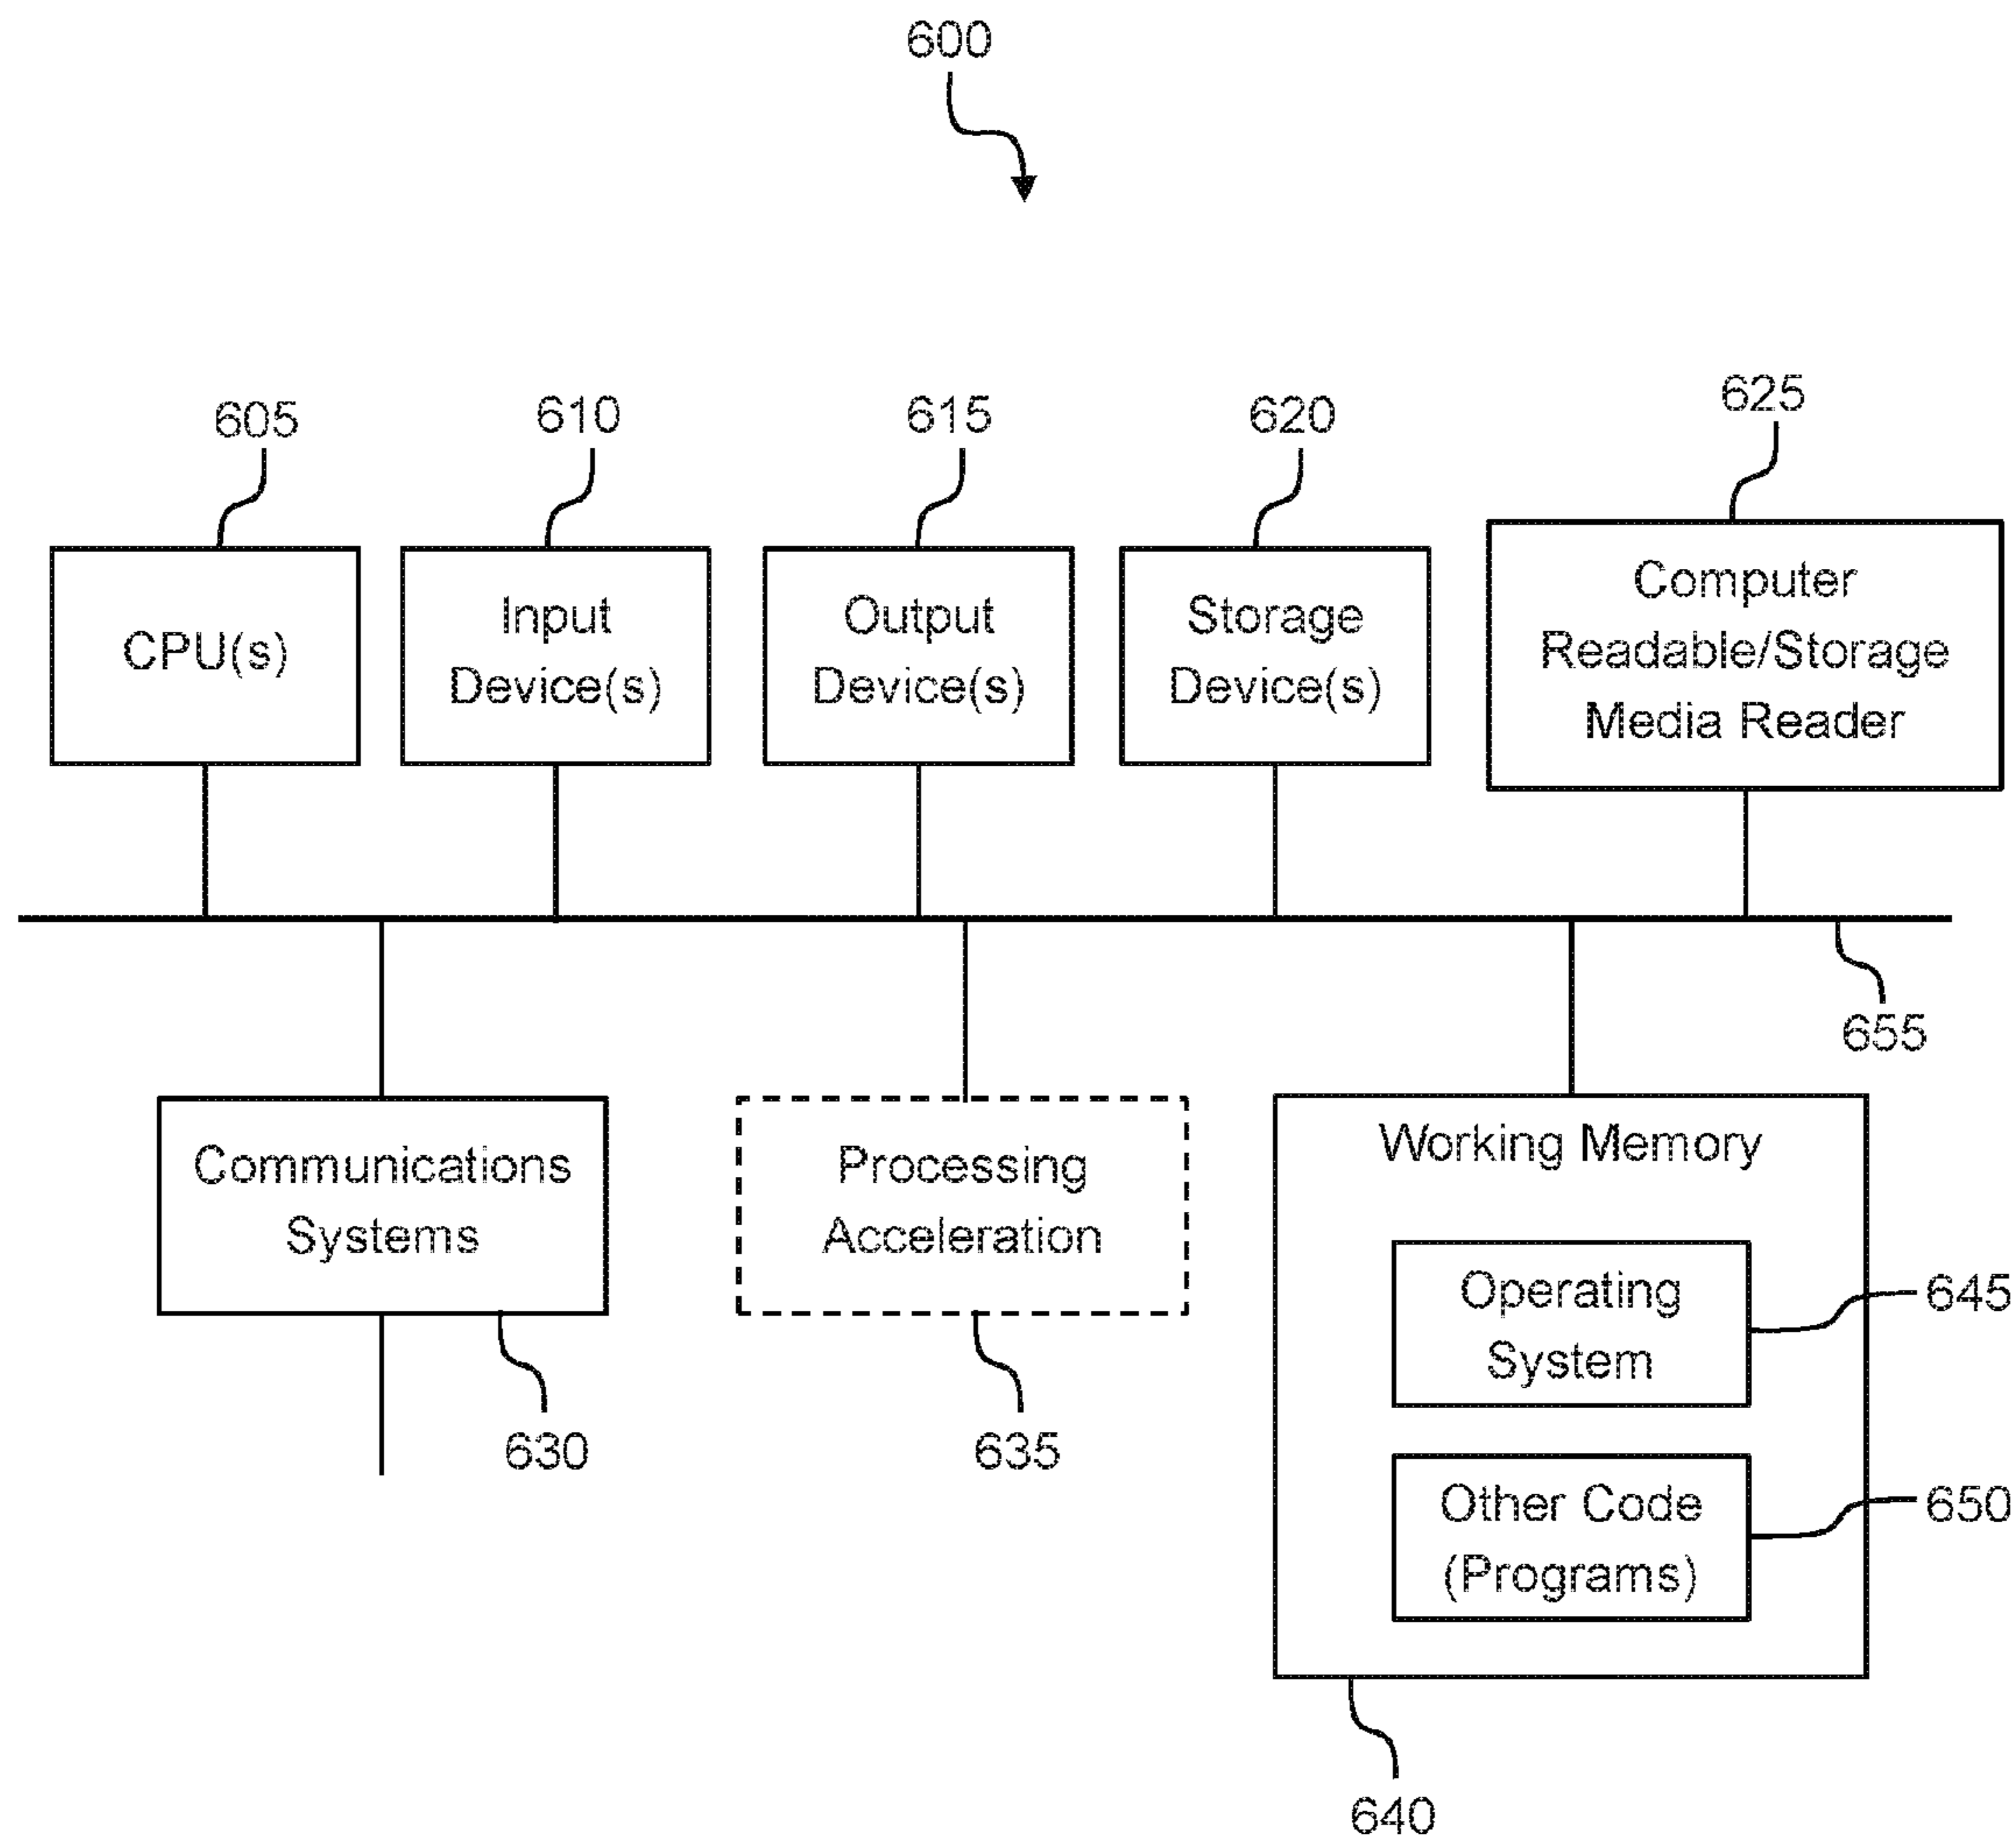 600
605
610
615
620
625
CPU(s)
Input
Device(s)
Output
Device(s)
Storage
Device(s)
Computer
Readable/Storage
Media Reader
655
Communications
Systems
630
Processing
Acceleration
635
Working Memory
Operating
System
645
Other Code
(Programs)
650
640